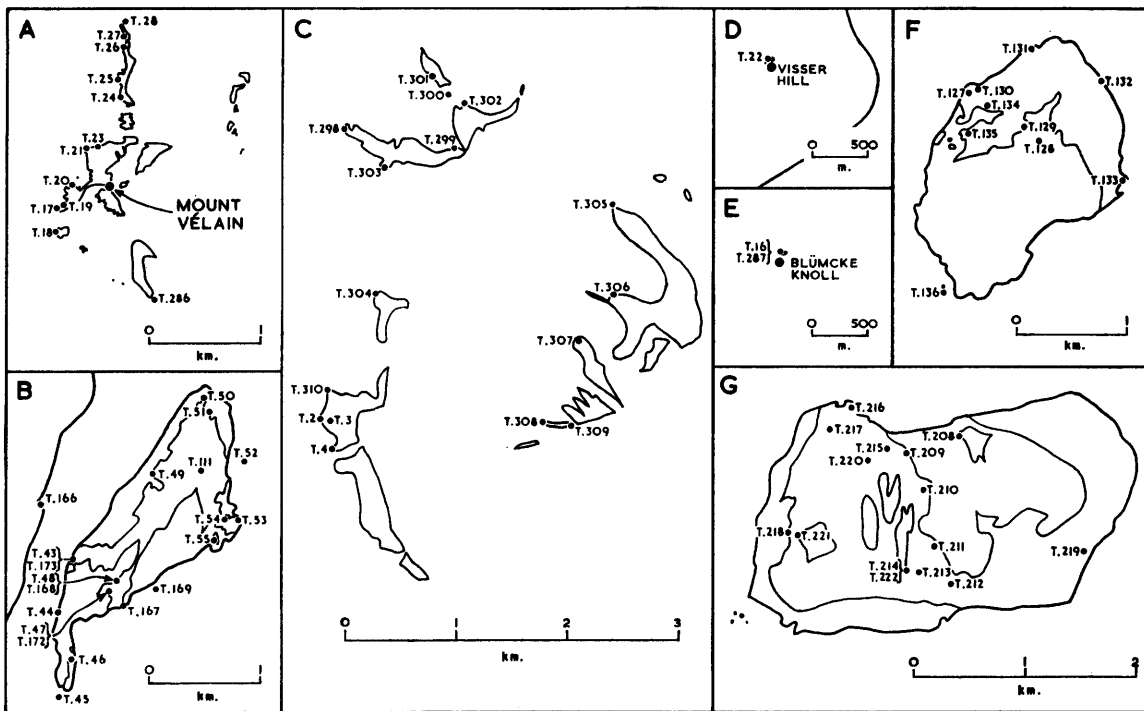 A
T.28
T.27
T.26
T.25
T.24
T.23
T.21
T.20
T.17
T.19
T.18
MOUNT
VÉLAIN
T.286
0 1
km.
B
T.50
T.51
T.52
T.111
T.49
T.166
T.54
T.53
T.55
T.43
T.173
T.48
T.168
T.169
T.167
T.44
T.47
T.172
T.46
T.45
0 1
km.
C
T.301
T.300
T.302
T.298
T.299
T.303
T.305
T.304
T.306
T.307
T.310
T.2
T.3
T.4
T.308
T.309
0 1 2 3
km.
D
T.22
VISSER
HILL
0 500
m.
E
T.16
T.287
BLÜMCKE
KNOLL
0 500
m.
F
T.131
T.132
T.127
T.130
T.134
T.129
T.135
T.128
T.133
T.136
0 1
km.
G
T.216
T.217
T.215
T.208
T.220
T.209
T.210
T.218
T.221
T.211
T.219
T.214
T.222
T.213
T.212
0 1 2
km.